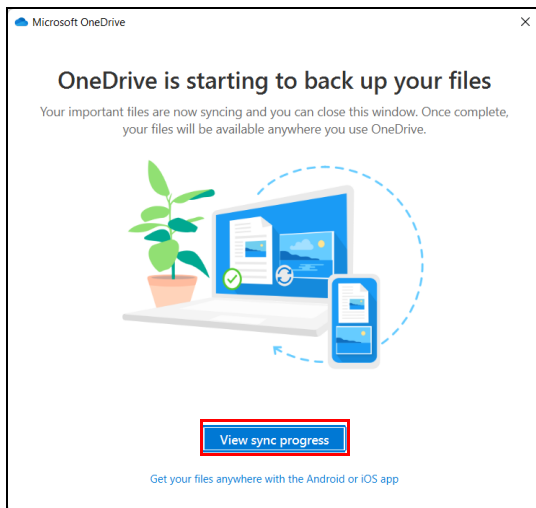 Microsoft OneDrive
OneDrive is starting to back up your files
Your important files are now syncing and you can close this window. Once complete,
your files will be available anywhere you use OneDrive.
View sync progress
Get your files anywhere with the Android or iOS app